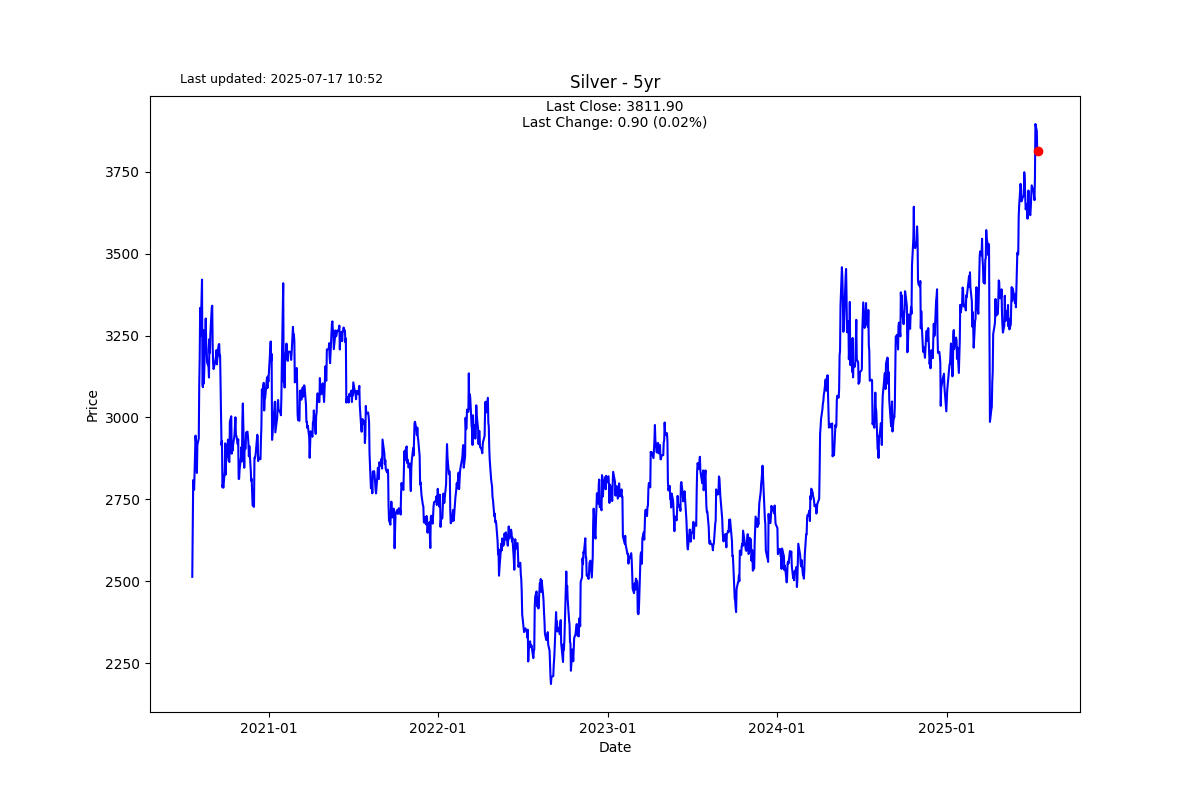 Last updated: 2025-07-17 10:52
Silver - 5yr
Last Close: 3811.90
Last Change: 0.90 (0.02%)
Price
3750
3500
3250
3000
2750
2500
2250
2021-01
2022-01
2023-01
2024-01
2025-01
Date